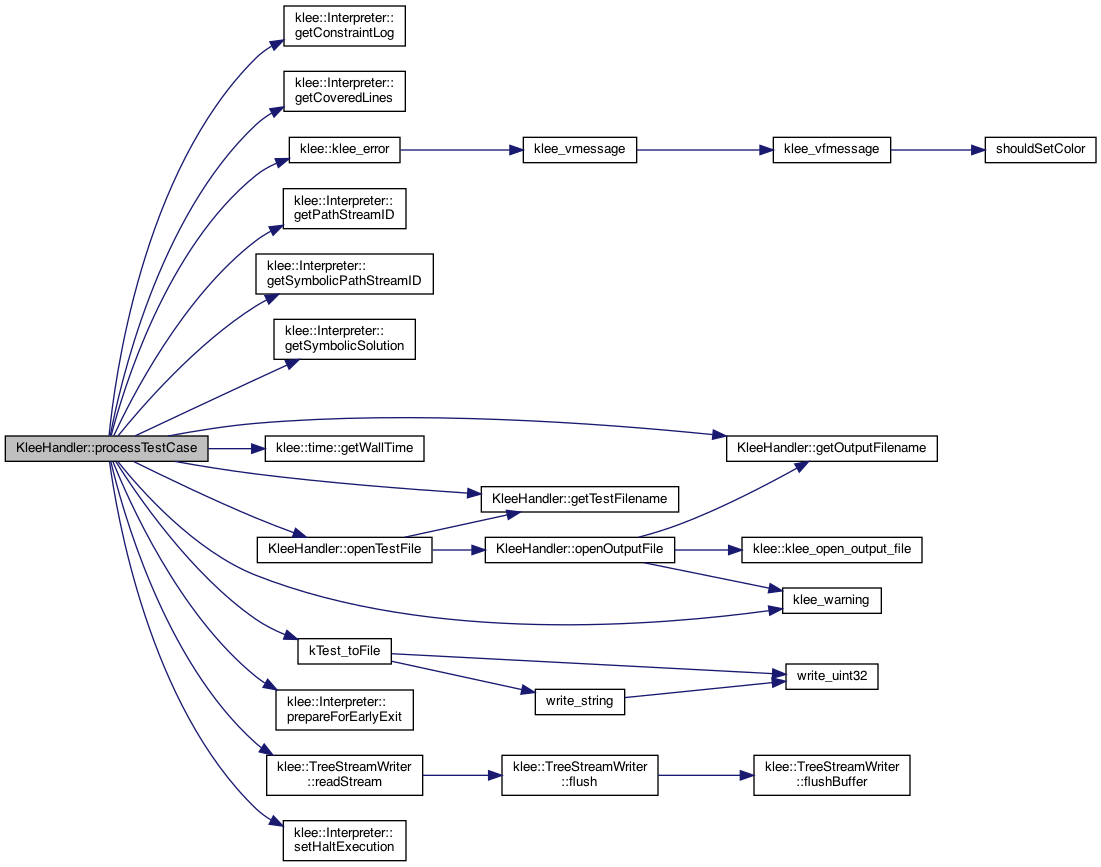 klee::Interpreter::
getConstraintLog
klee::Interpreter::
getCoveredLines
klee::klee_error
klee_vmessage
klee_vfmessage
shouldSetColor
klee::Interpreter::
getPathStreamID
klee::Interpreter::
getSymbolicPathStreamID
klee::Interpreter::
getSymbolicSolution
KleeHandler::processTestCase
klee::time::getWallTime
KleeHandler::getOutputFilename
KleeHandler::getTestFilename
KleeHandler::openTestFile
KleeHandler::openOutputFile
klee::klee_open_output_file
klee_warning
kTest_toFile
write_uint32
write_string
klee::Interpreter::
prepareForEarlyExit
klee::TreeStreamWriter
::readStream
klee::TreeStreamWriter
::flush
klee::TreeStreamWriter
::flushBuffer
klee::Interpreter::
setHaltExecution